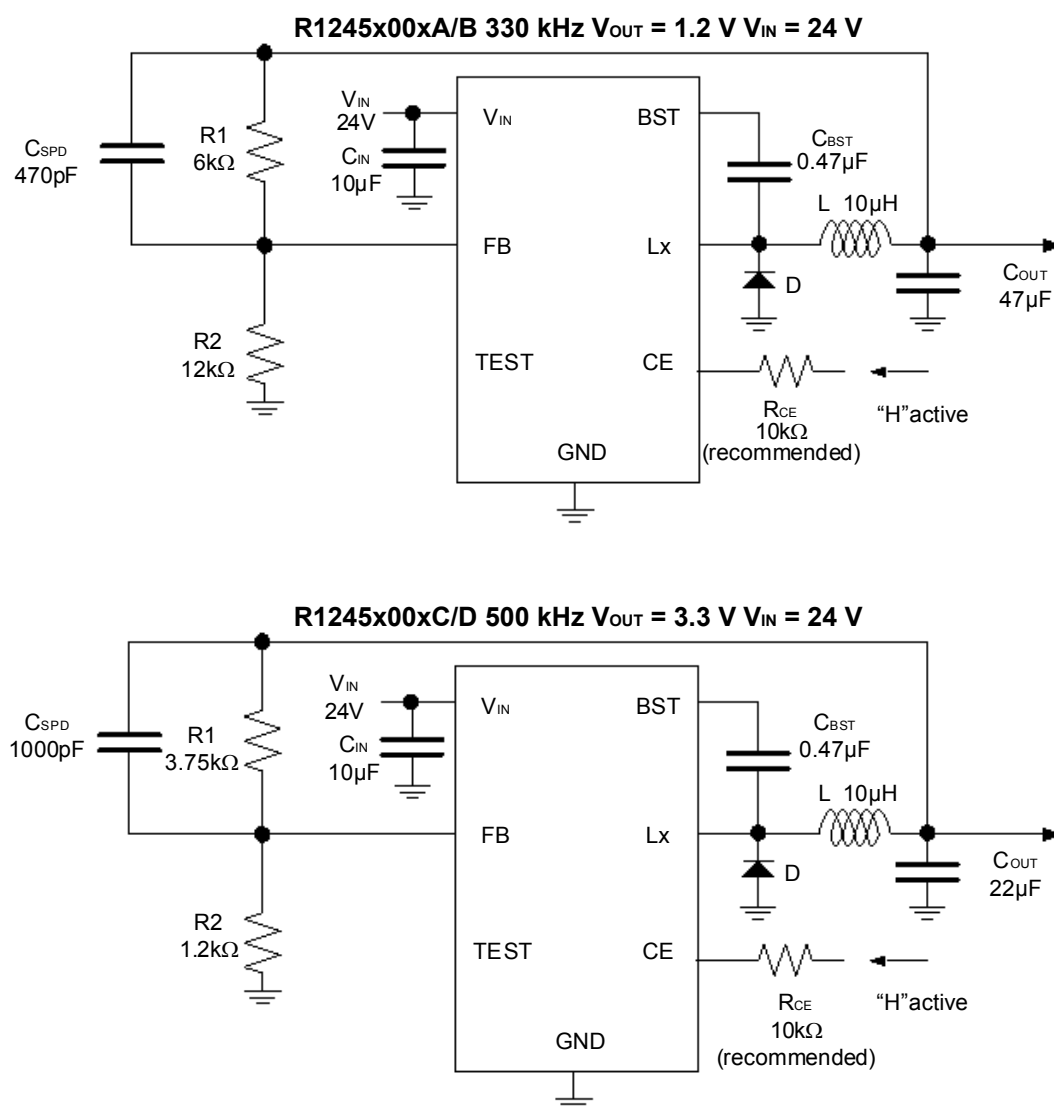 R1245x00xA/B 330 kHz VOUT = 1.2 V VIN = 24 V
VIN
24V
VIN
BST
CSPD
470pF
R1
6kΩ
CIN
10µF
CBST
0.47µF
L 10µH
FB
Lx
D
COUT
47µF
R2
12kΩ
TEST
CE
RCE
10kΩ
(recommended)
“H”active
GND
R1245x00xC/D 500 kHz VOUT = 3.3 V VIN = 24 V
VIN
24V
VIN
BST
CSPD
1000pF
R1
3.75kΩ
CIN
10µF
CBST
0.47µF
L 10µH
FB
Lx
D
COUT
22µF
R2
1.2kΩ
TEST
CE
RCE
10kΩ
(recommended)
“H”active
GND